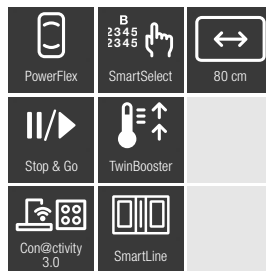 B
2345
2345
PowerFlex
SmartSelect
80 cm
Stop & Go
TwinBooster
Con@ctivity
3.0
SmartLine